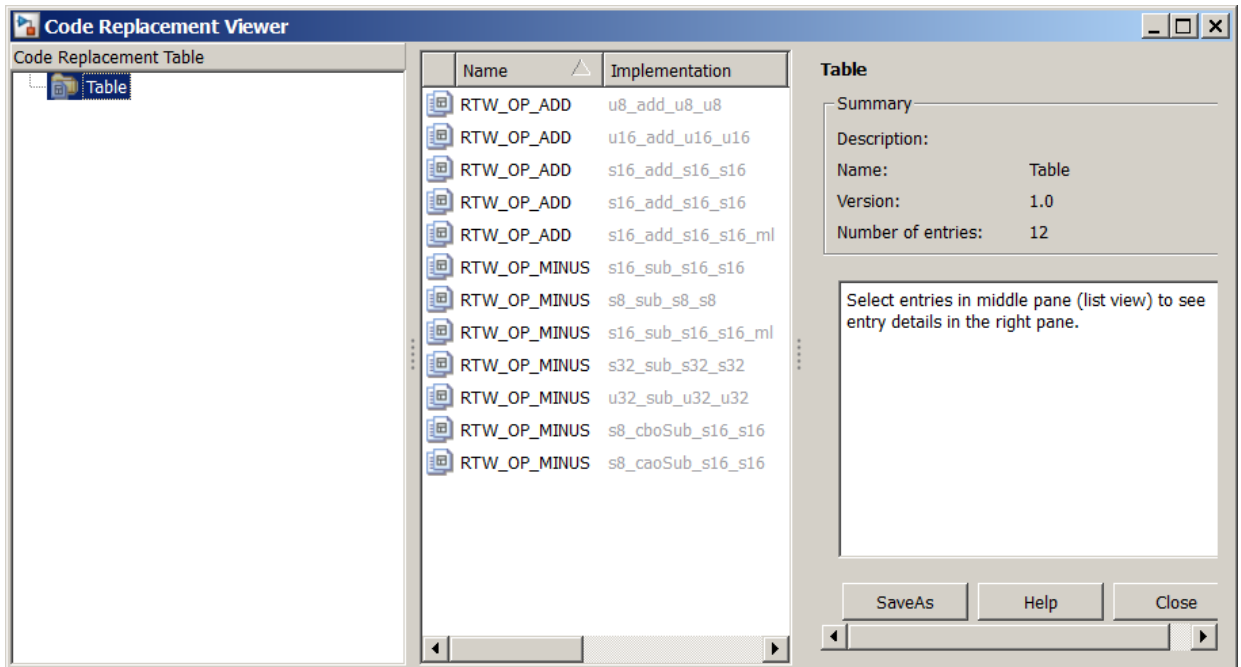 Code Replacement Viewer
Code Replacement Table
Table
Name Implementation
RTW_OP_ADD u8_add_u8_u8
RTW_OP_ADD u16_add_u16_u16
RTW_OP_ADD s16_add_s16_s16
RTW_OP_ADD s16_add_s16_s16
RTW_OP_ADD s16_add_s16_s16_ml
RTW_OP_MINUS s16_sub_s16_s16
RTW_OP_MINUS s8_sub_s8_s8
RTW_OP_MINUS s16_sub_s16_s16_ml
RTW_OP_MINUS s32_sub_s32_s32
RTW_OP_MINUS u32_sub_u32_u32
RTW_OP_MINUS s8_cboSub_s16_s16
RTW_OP_MINUS s8_caoSub_s16_s16
Table
Summary
Description:
Name: Table
Version: 1.0
Number of entries: 12
Select entries in middle pane (list view) to see
entry details in the right pane.
SaveAs Help Close